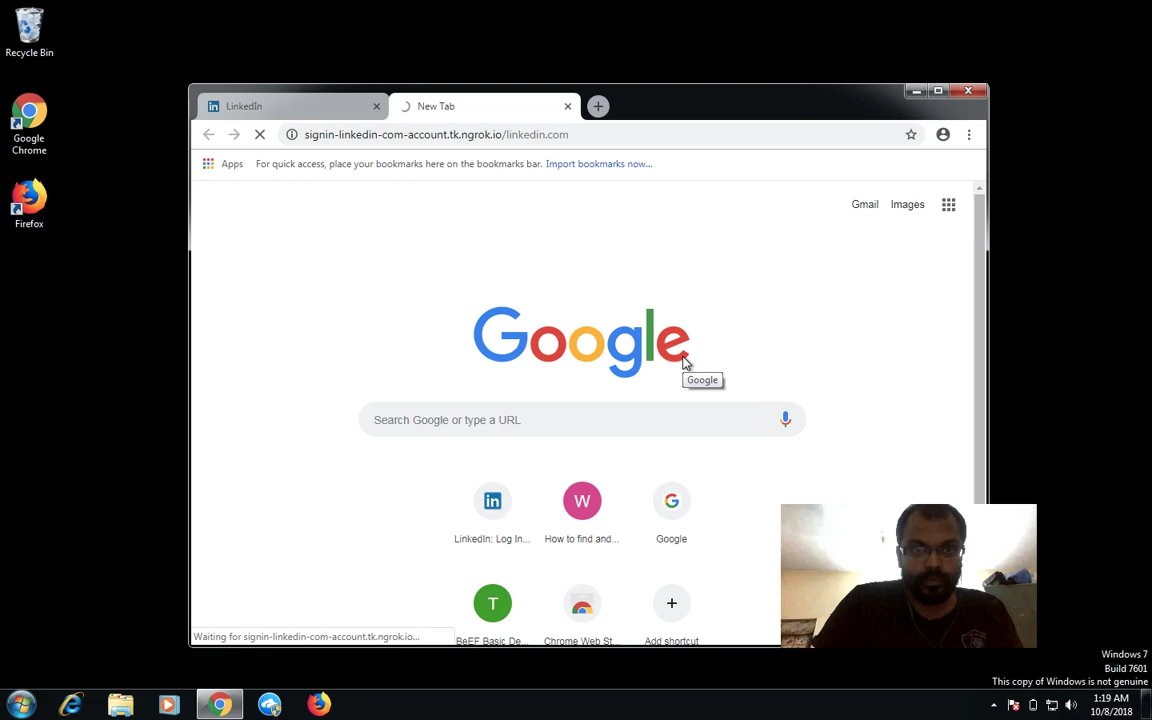 Recycle Bin
Google
Chrome
Firefox
LinkedIn
New Tab
signin-linkedin-com-account.tk.ngrok.io/linkedin.com
Apps
For quick access, place your bookmarks here on the bookmarks bar. Import bookmarks now...
Gmail
Images
Google
Google
Search Google or type a URL
in
W
G
LinkedIn: Log In...
How to find and...
Google
T
BeEF Basic De...
Chrome Web St...
Add shortcut
Waiting for signin-linkedin-com-account.tk.ngrok.io...
Windows 7
Build 7601
This copy of Windows is not genuine
1:19 AM
10/8/2018